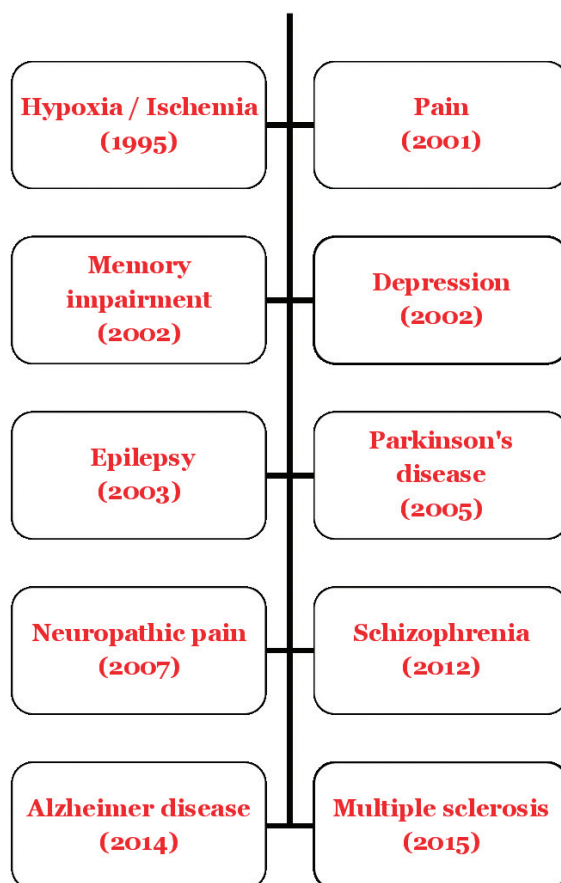 Hypoxia / Ischemia
(1995)
Pain
(2001)
Memory
impairment
(2002)
Depression
(2002)
Epilepsy
(2003)
Parkinson's
disease
(2005)
Neuropathic pain
(2007)
Schizophrenia
(2012)
Alzheimer disease
(2014)
Multiple sclerosis
(2015)